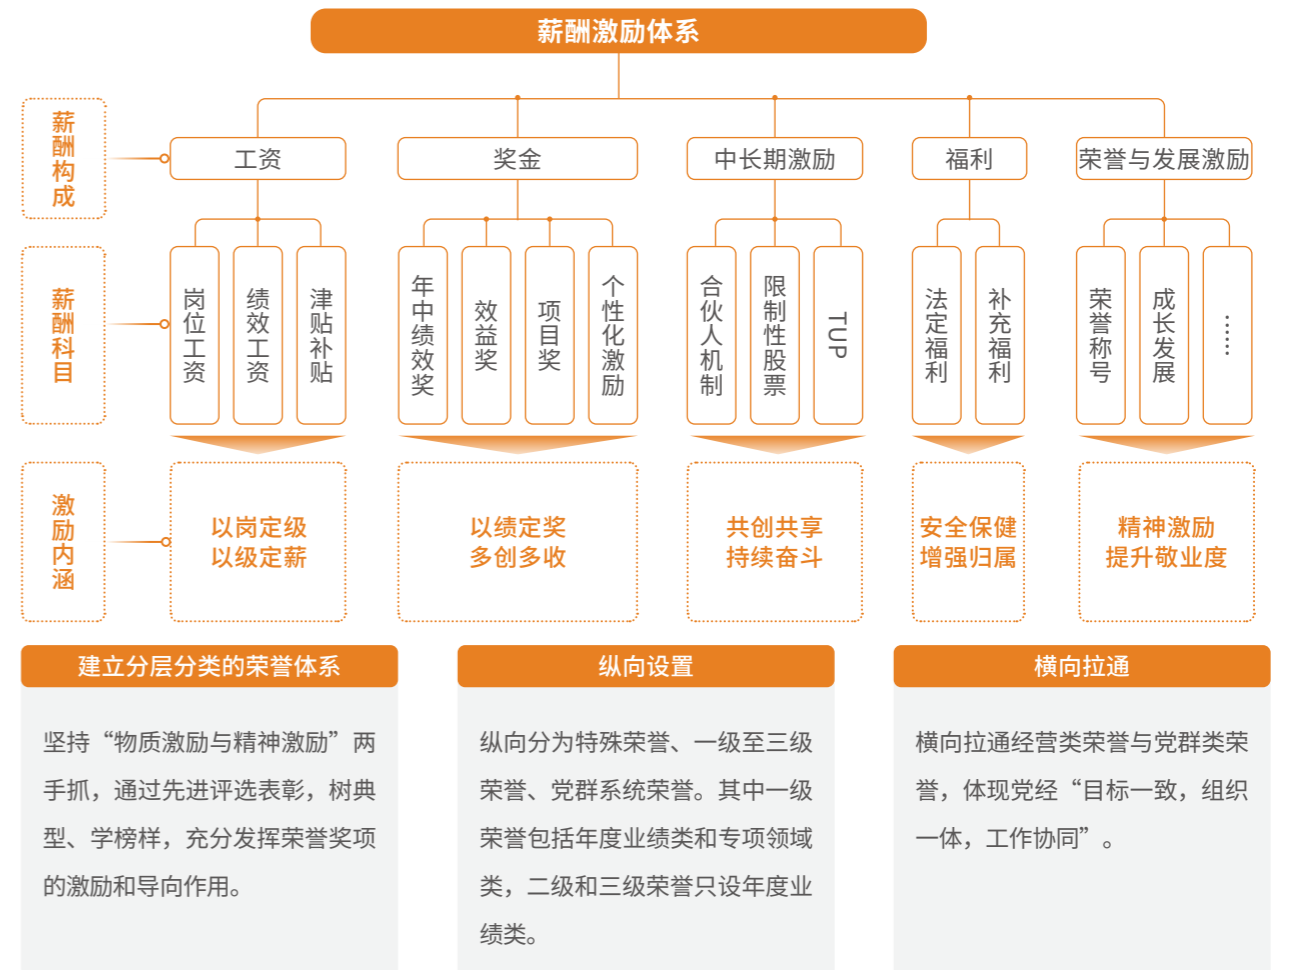 薪酬激励体系
薪酬构成
工资
奖金
中长期激励
福利
荣誉与发展激励
薪酬科目
岗位工资
绩效工资
津贴补贴
年中绩效奖
效益奖
项目奖
个性化激励
合伙人机制
限制性股票
TUP
法定福利
补充福利
荣誉称号
成长发展
……
激励内涵
以岗定级
以级定薪
以绩定奖
多创多收
共创共享
持续奋斗
安全保健
增强归属
精神激励
提升敬业度
建立分层分类的荣誉体系
坚持“物质激励与精神激励”两
手抓，通过先进评选表彰，树典
型、学榜样，充分发挥荣誉奖项
的激励和导向作用。
纵向设置
纵向分为特殊荣誉、一级至三级
荣誉、党群系统荣誉。其中一级
荣誉包括年度业绩类和专项领域
类，二级和三级荣誉只设年度业
绩类。
横向拉通
横向拉通经营类荣誉与党群类荣
誉，体现党经“目标一致，组织
一体，工作协同”。